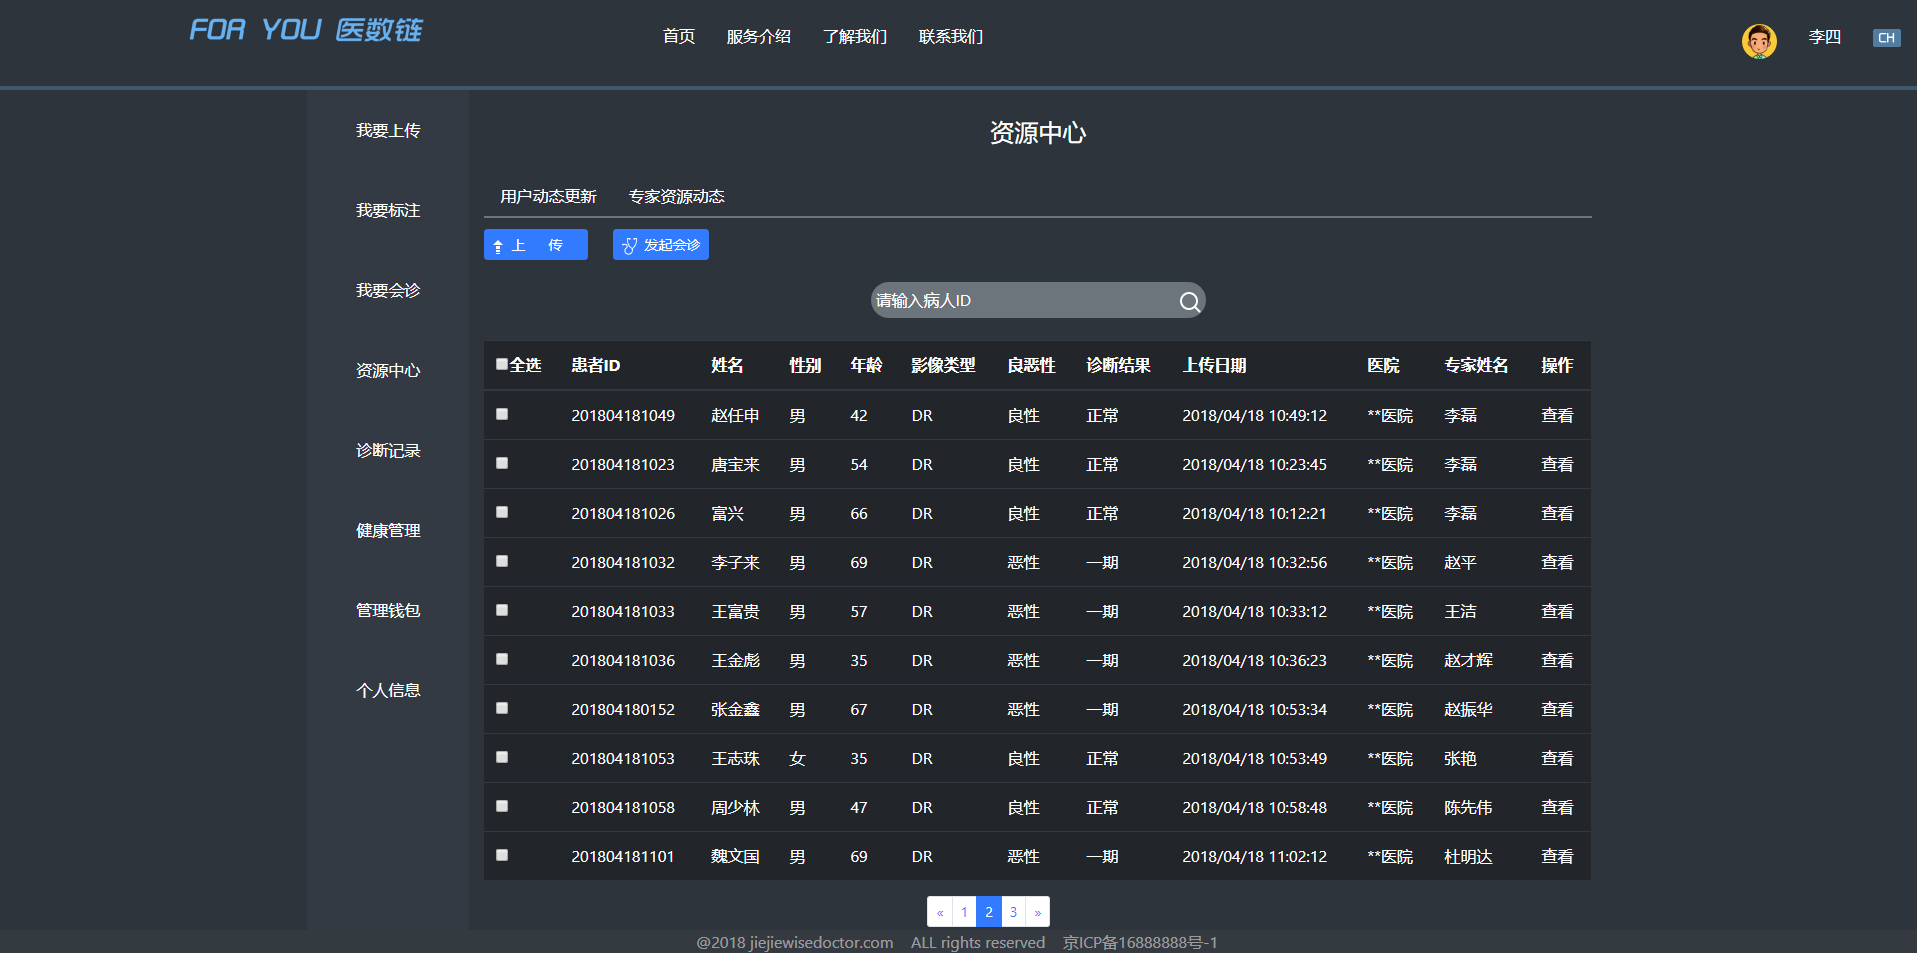 FOR YOU 医数链
首页 服务介绍 了解我们 联系我们
李四 CH
我要上传
我要标注
我要会诊
资源中心
诊断记录
健康管理
管理钱包
个人信息
资源中心
用户动态更新 专家资源动态
上 传 发起会诊
请输入病人ID
全选 患者ID 姓名 性别 年龄 影像类型 良恶性 诊断结果 上传日期 医院 专家姓名 操作
201804181049 赵任申 男 42 DR 良性 正常 2018/04/18 10:49:12 **医院 李磊 查看
201804181023 唐宝来 男 54 DR 良性 正常 2018/04/18 10:23:45 **医院 李磊 查看
201804181026 富兴 男 66 DR 良性 正常 2018/04/18 10:12:21 **医院 李磊 查看
201804181032 李子来 男 69 DR 恶性 一期 2018/04/18 10:32:56 **医院 赵平 查看
201804181033 王富贵 男 57 DR 恶性 一期 2018/04/18 10:33:12 **医院 王洁 查看
201804181036 王金彪 男 35 DR 恶性 一期 2018/04/18 10:36:23 **医院 赵才辉 查看
201804180152 张金鑫 男 67 DR 恶性 一期 2018/04/18 10:53:34 **医院 赵振华 查看
201804181053 王志珠 女 35 DR 良性 正常 2018/04/18 10:53:49 **医院 张艳 查看
201804181058 周少林 男 47 DR 良性 正常 2018/04/18 10:58:48 **医院 陈先伟 查看
201804181101 魏文国 男 69 DR 恶性 一期 2018/04/18 11:02:12 **医院 杜明达 查看
« 1 2 3 »
@2018 jiejiewisedoctor.com ALL rights reserved 京ICP备16888888号-1